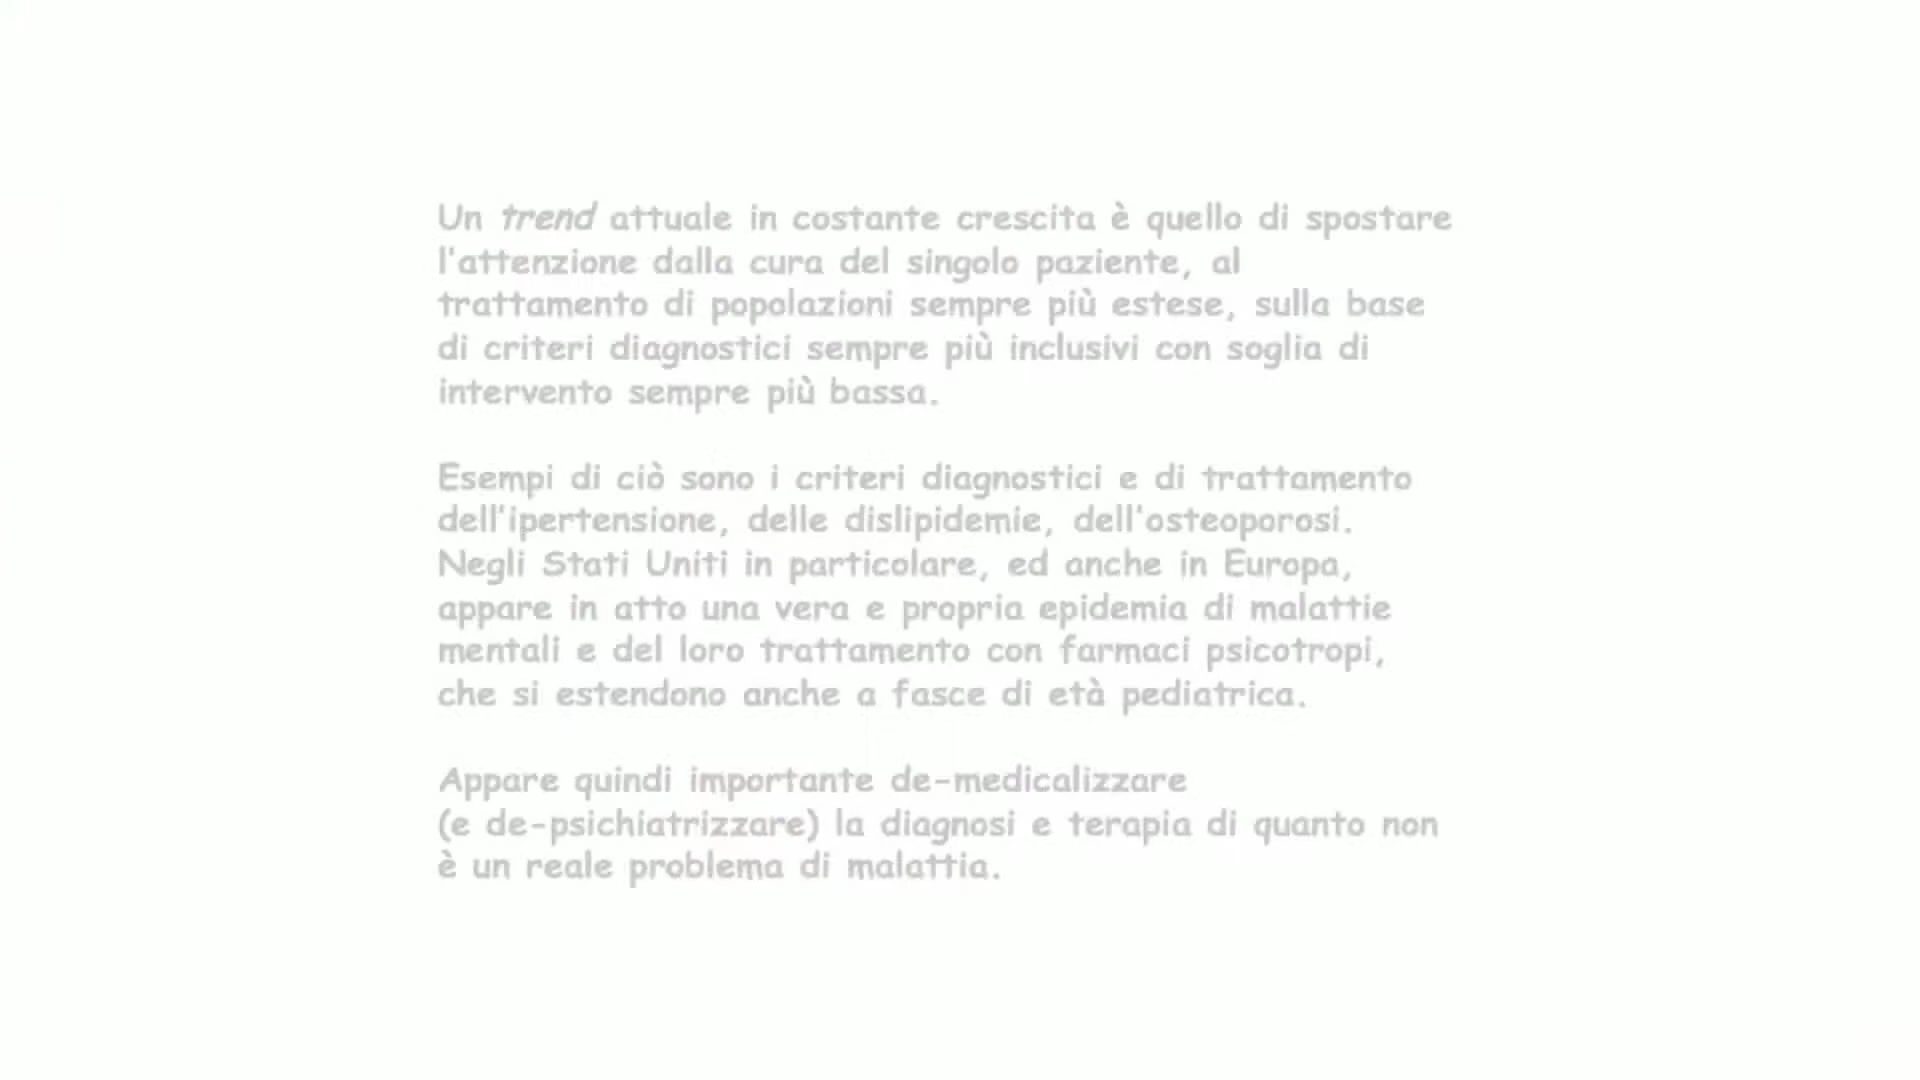 Un trend attuale in costante crescita è quello di spostare
l'attenzione dalla cura del singolo paziente, al
trattamento di popolazioni sempre più estese, sulla base
di criteri diagnostici sempre più inclusivi con soglia di
intervento sempre più bassa.
Esempi di ciò sono i criteri diagnostici e di trattamento
dell'ipertensione, delle dislipidemie, dell'osteoporosi.
Negli Stati Uniti in particolare, ed anche in Europa,
appare in atto una vera e propria epidemia di malattie
mentali e del loro trattamento con farmaci psicotropi,
che si estendono anche a fasce di età pediatrica.
Appare quindi importante de-medicalizzare
(e de-psichiatrizzare) la diagnosi e terapia di quanto non
è un reale problema di malattia.